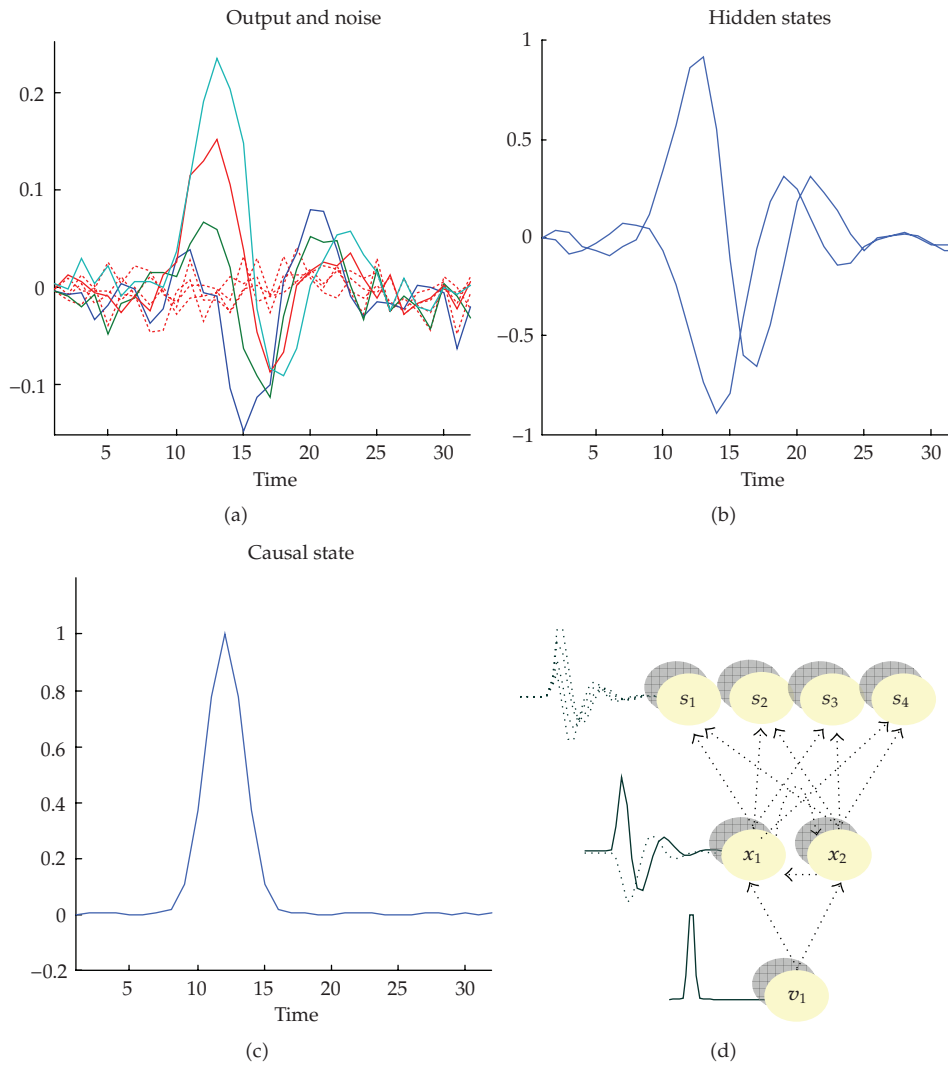 Output and noise
0.2
0.1
0
−0.1
5 10 15 20 25 30
Time
(a)
Hidden states
1
0.5
0
−0.5
−1
5 10 15 20 25 30
Time
(b)
Causal state
1
0.8
0.6
0.4
0.2
0
−0.2
5 10 15 20 25 30
Time
(c)
s1 s2 s3 s4
x1 x2
v1
(d)